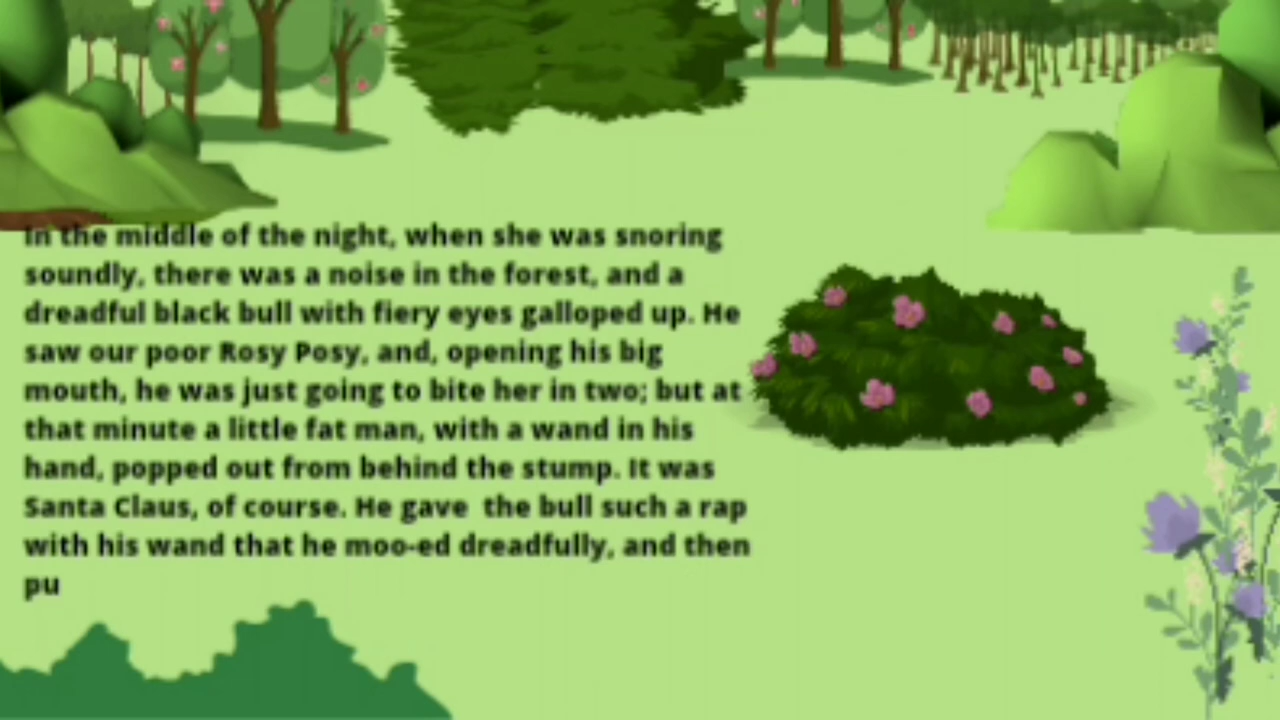 In the middle of the night, when she was snoring
soundly, there was a noise in the forest, and a
dreadful black bull with fiery eyes galloped up. He
saw our poor Rosy Posy, and, opening his big
mouth, he was just going to bite her in two; but at
that minute a little fat man, with a wand in his
hand, popped out from behind the stump. It was
Santa Claus, of course. He gave  the bull such a rap
with his wand that he moo-ed dreadfully, and then
pu